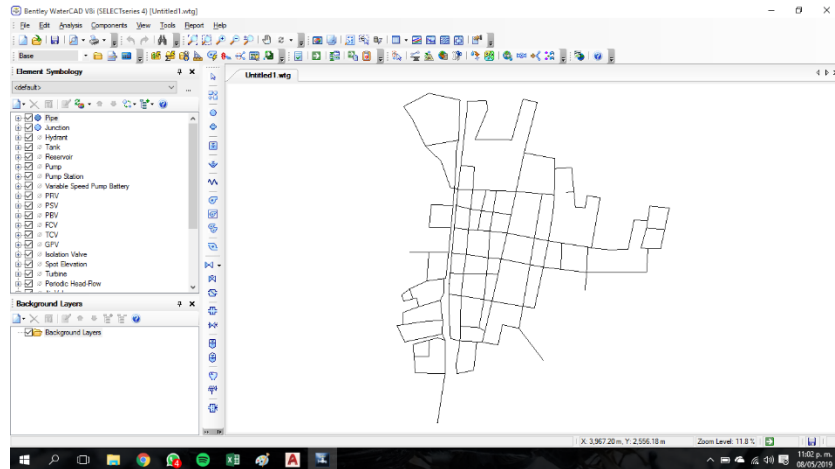 Bentley WaterCAD V8i (SELECTseries 4) [Untitled1.wtg]
File Edit Analysis Components View Tools Report Help
Base
Element Symbology
<default>
Pipe
Junction
Hydrant
Tank
Reservoir
Pump
Pump Station
Variable Speed Pump Battery
PRV
PSV
PBV
FCV
TCV
GPV
Isolation Valve
Spot Elevation
Turbine
Periodic Head-Flow
Background Layers
Background Layers
Untitled1.wtg
X: 3,967.20 m, Y: 2,556.18 m
Zoom Level: 11.8 %
11:02 p. m.
08/05/2019